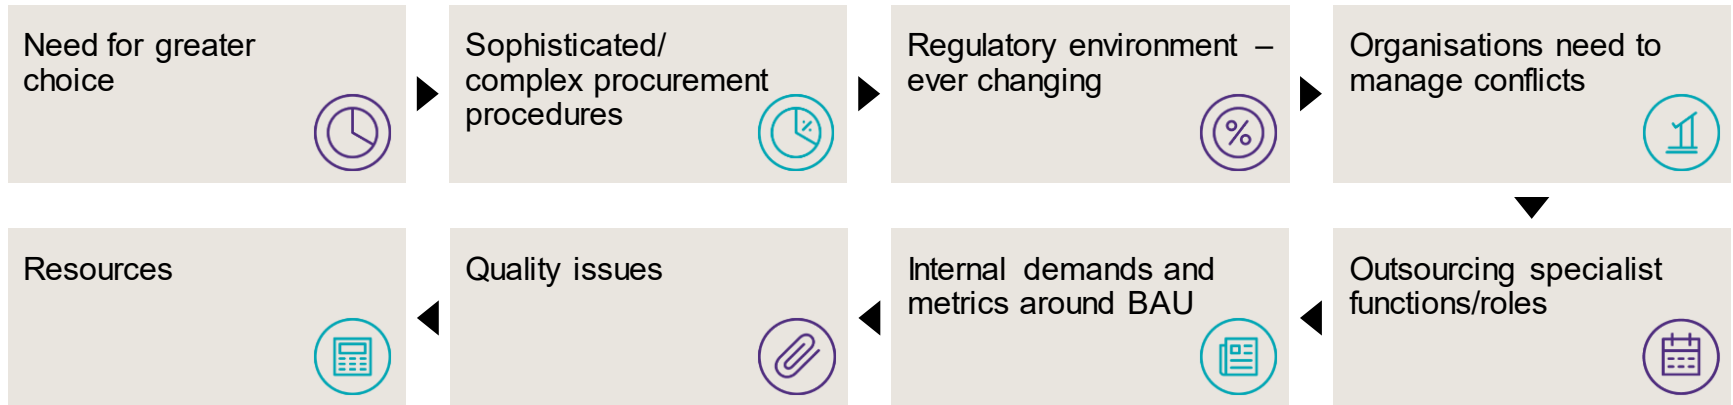 Need for greater
choice
Sophisticated/
complex procurement
procedures
Regulatory environment –
ever changing
Organisations need to
manage conflicts
Outsourcing specialist
functions/roles
Internal demands and
metrics around BAU
Quality issues
Resources